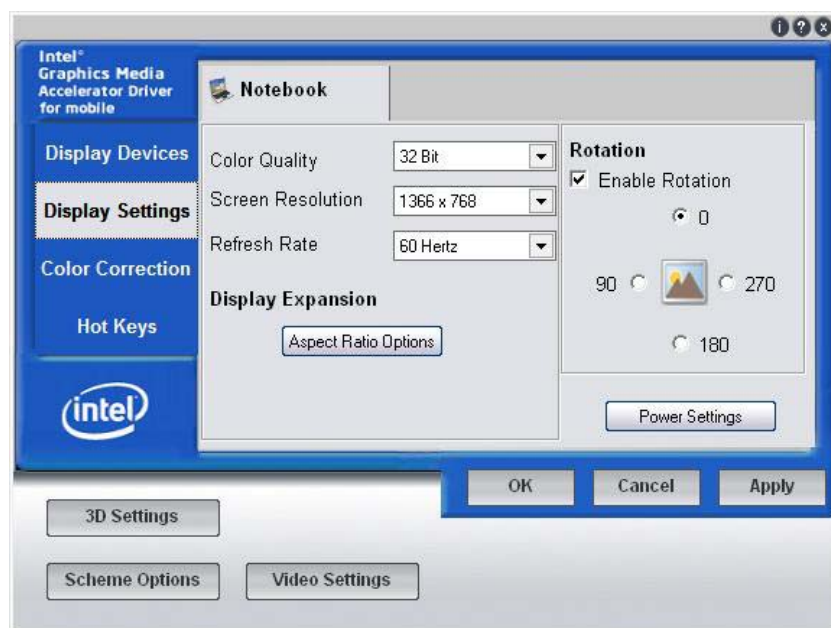 i ? x
Intel®
Graphics Media
Accelerator Driver
for mobile
Notebook
Display Devices
Display Settings
Color Correction
Hot Keys
intel
Color Quality
32 Bit
Screen Resolution
1366 x 768
Refresh Rate
60 Hertz
Display Expansion
Aspect Ratio Options
Rotation
Enable Rotation
0
90
270
180
Power Settings
OK
Cancel
Apply
3D Settings
Scheme Options
Video Settings